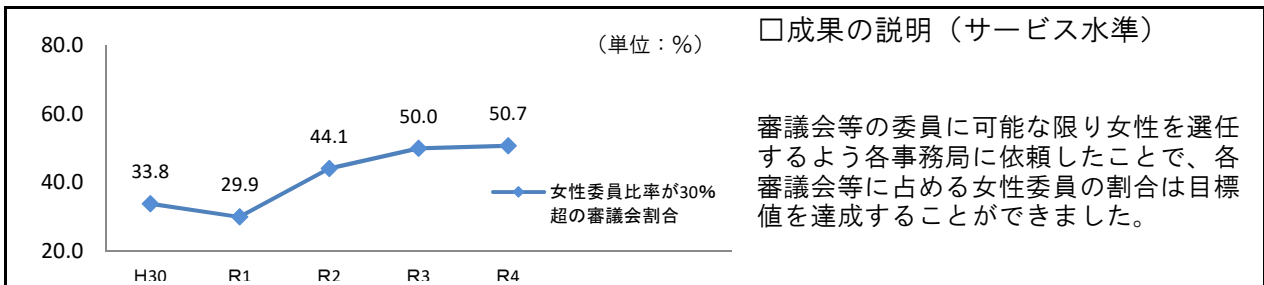 80.0
60.0
40.0
20.0
（単位：％）
33.8
29.9
44.1
50.0
50.7
女性委員比率が30%
超の審議会割合
H30
R1
R2
R3
R4
□成果の説明（サービス水準）
審議会等の委員に可能な限り女性を選任
するよう各事務局に依頼したことで、各
審議会等に占める女性委員の割合は目標
値を達成することができました。